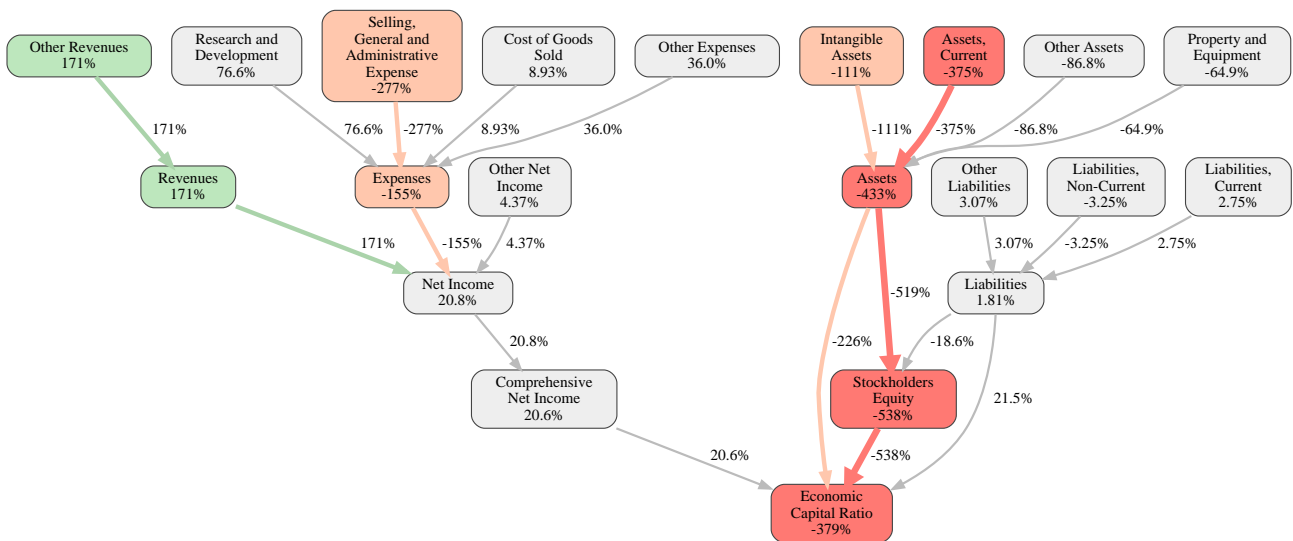 Other Revenues
171%
Research and
Development
76.6%
Selling,
General and
Administrative
Expense
-277%
Cost of Goods
Sold
8.93%
Other Expenses
36.0%
Intangible
Assets
-111%
Assets,
Current
-375%
Other Assets
-86.8%
Property and
Equipment
-64.9%
171%
76.6%
-277%
8.93%
36.0%
-111%
-375%
-86.8%
-64.9%
Revenues
171%
Expenses
-155%
Other Net
Income
4.37%
Assets
-433%
Other
Liabilities
3.07%
Liabilities,
Non-Current
-3.25%
Liabilities,
Current
2.75%
171%
-155%
4.37%
3.07%
-3.25%
2.75%
Net Income
20.8%
-519%
Liabilities
1.81%
20.8%
-226%
-18.6%
Comprehensive
Net Income
20.6%
Stockholders
Equity
-538%
21.5%
20.6%
-538%
Economic
Capital Ratio
-379%